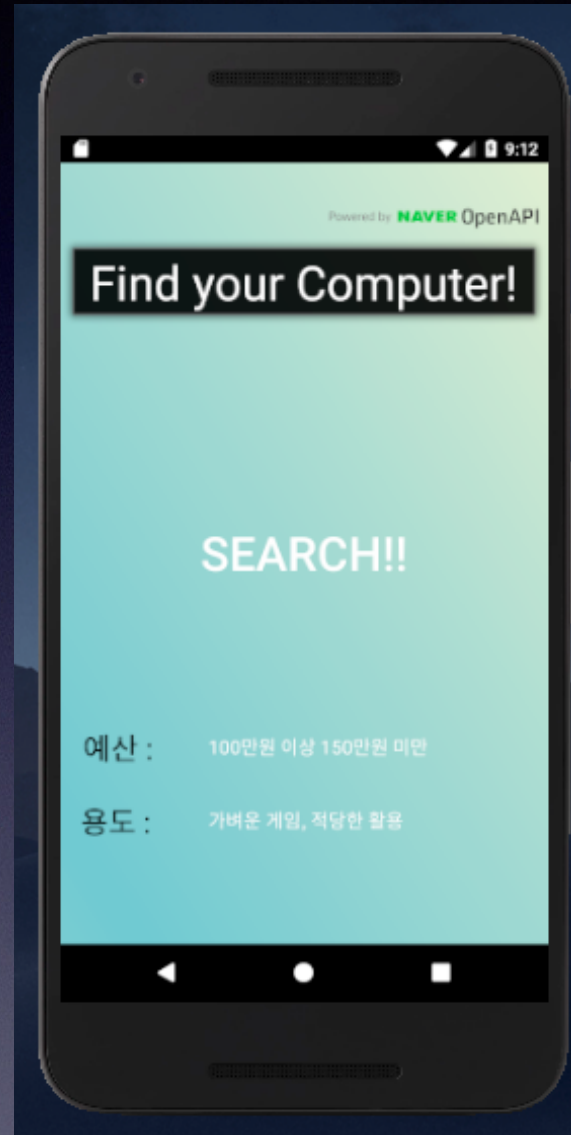 9:12
Powered by NAVER OpenAPI
Find your Computer!
SEARCH!!
예산 : 100만원 이상 150만원 미만
용도 : 가벼운 게임, 적당한 활용